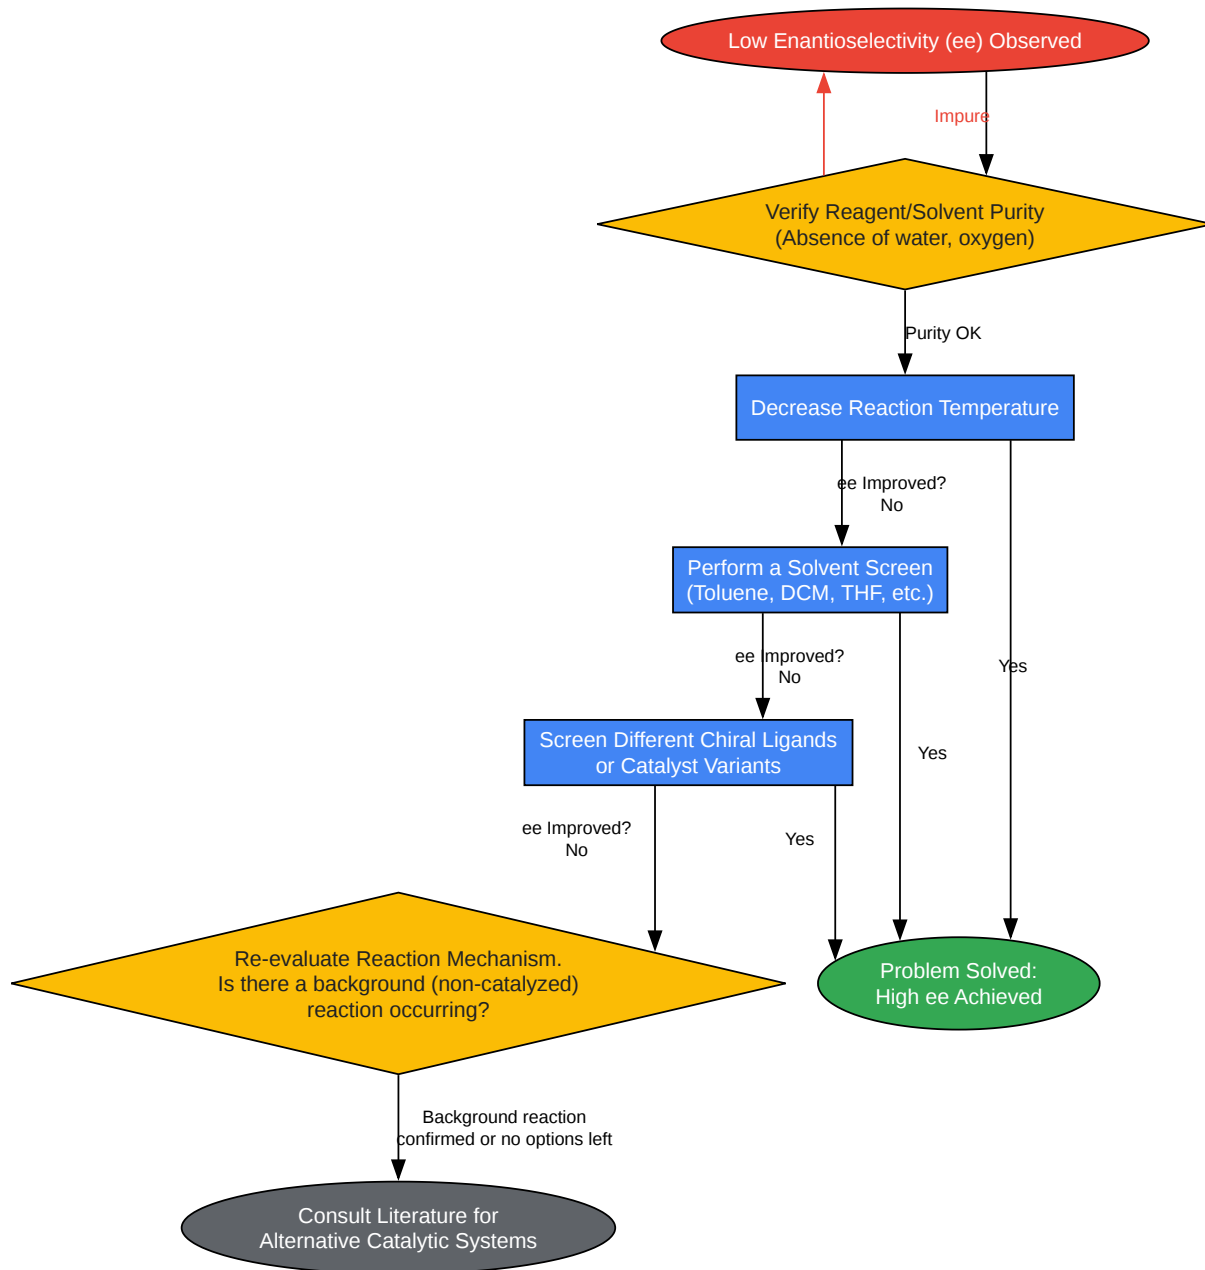 Low Enantioselectivity (ee) Observed
Impure
Verify Reagent/Solvent Purity
(Absence of water, oxygen)
Purity OK
Decrease Reaction Temperature
ee Improved?
No
Perform a Solvent Screen
(Toluene, DCM, THF, etc.)
ee Improved?
No
Yes
Screen Different Chiral Ligands
or Catalyst Variants
Yes
ee Improved?
No
Yes
Re-evaluate Reaction Mechanism.
Is there a background (non-catalyzed)
reaction occurring?
Problem Solved:
High ee Achieved
Background reaction
confirmed or no options left
Consult Literature for
Alternative Catalytic Systems